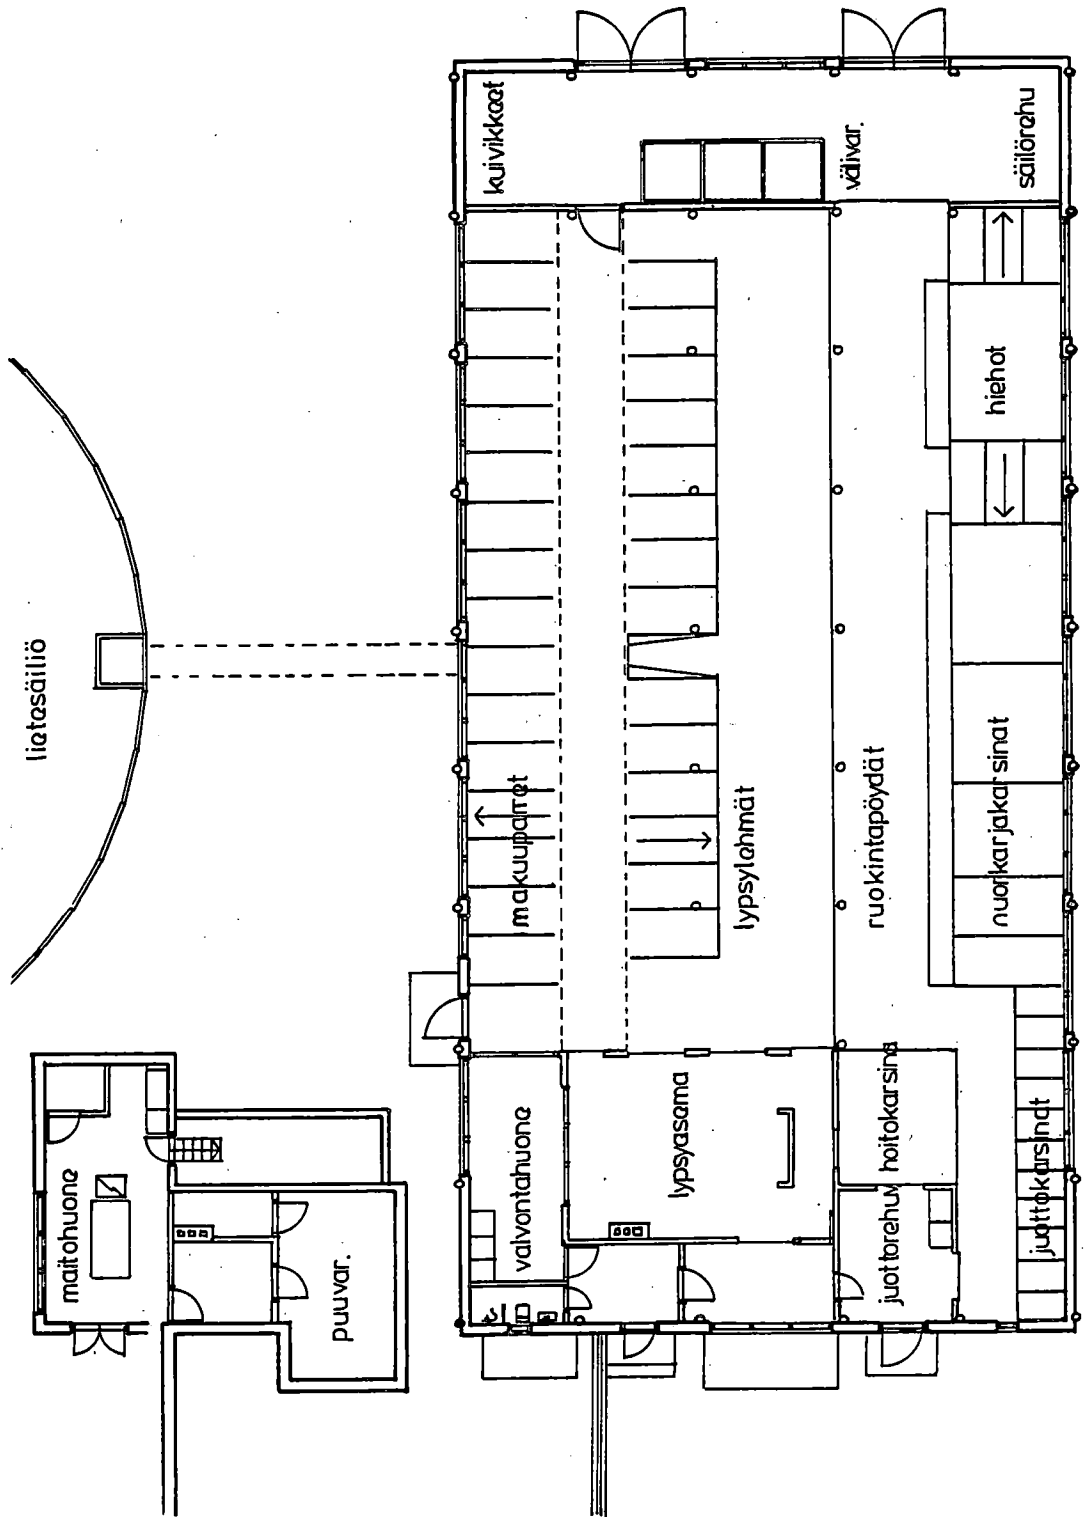 lietesäiliö
maitohuone
puuvar.
kuivikkeet
välivar.
säilörehu
makuuparret
lypsylehmät
ruokintapöydät
hiehot
nuorkarjakarsinat
valvontahuone
lypsyasema
hoitokarsina
juottorehuv
juottokarsinat